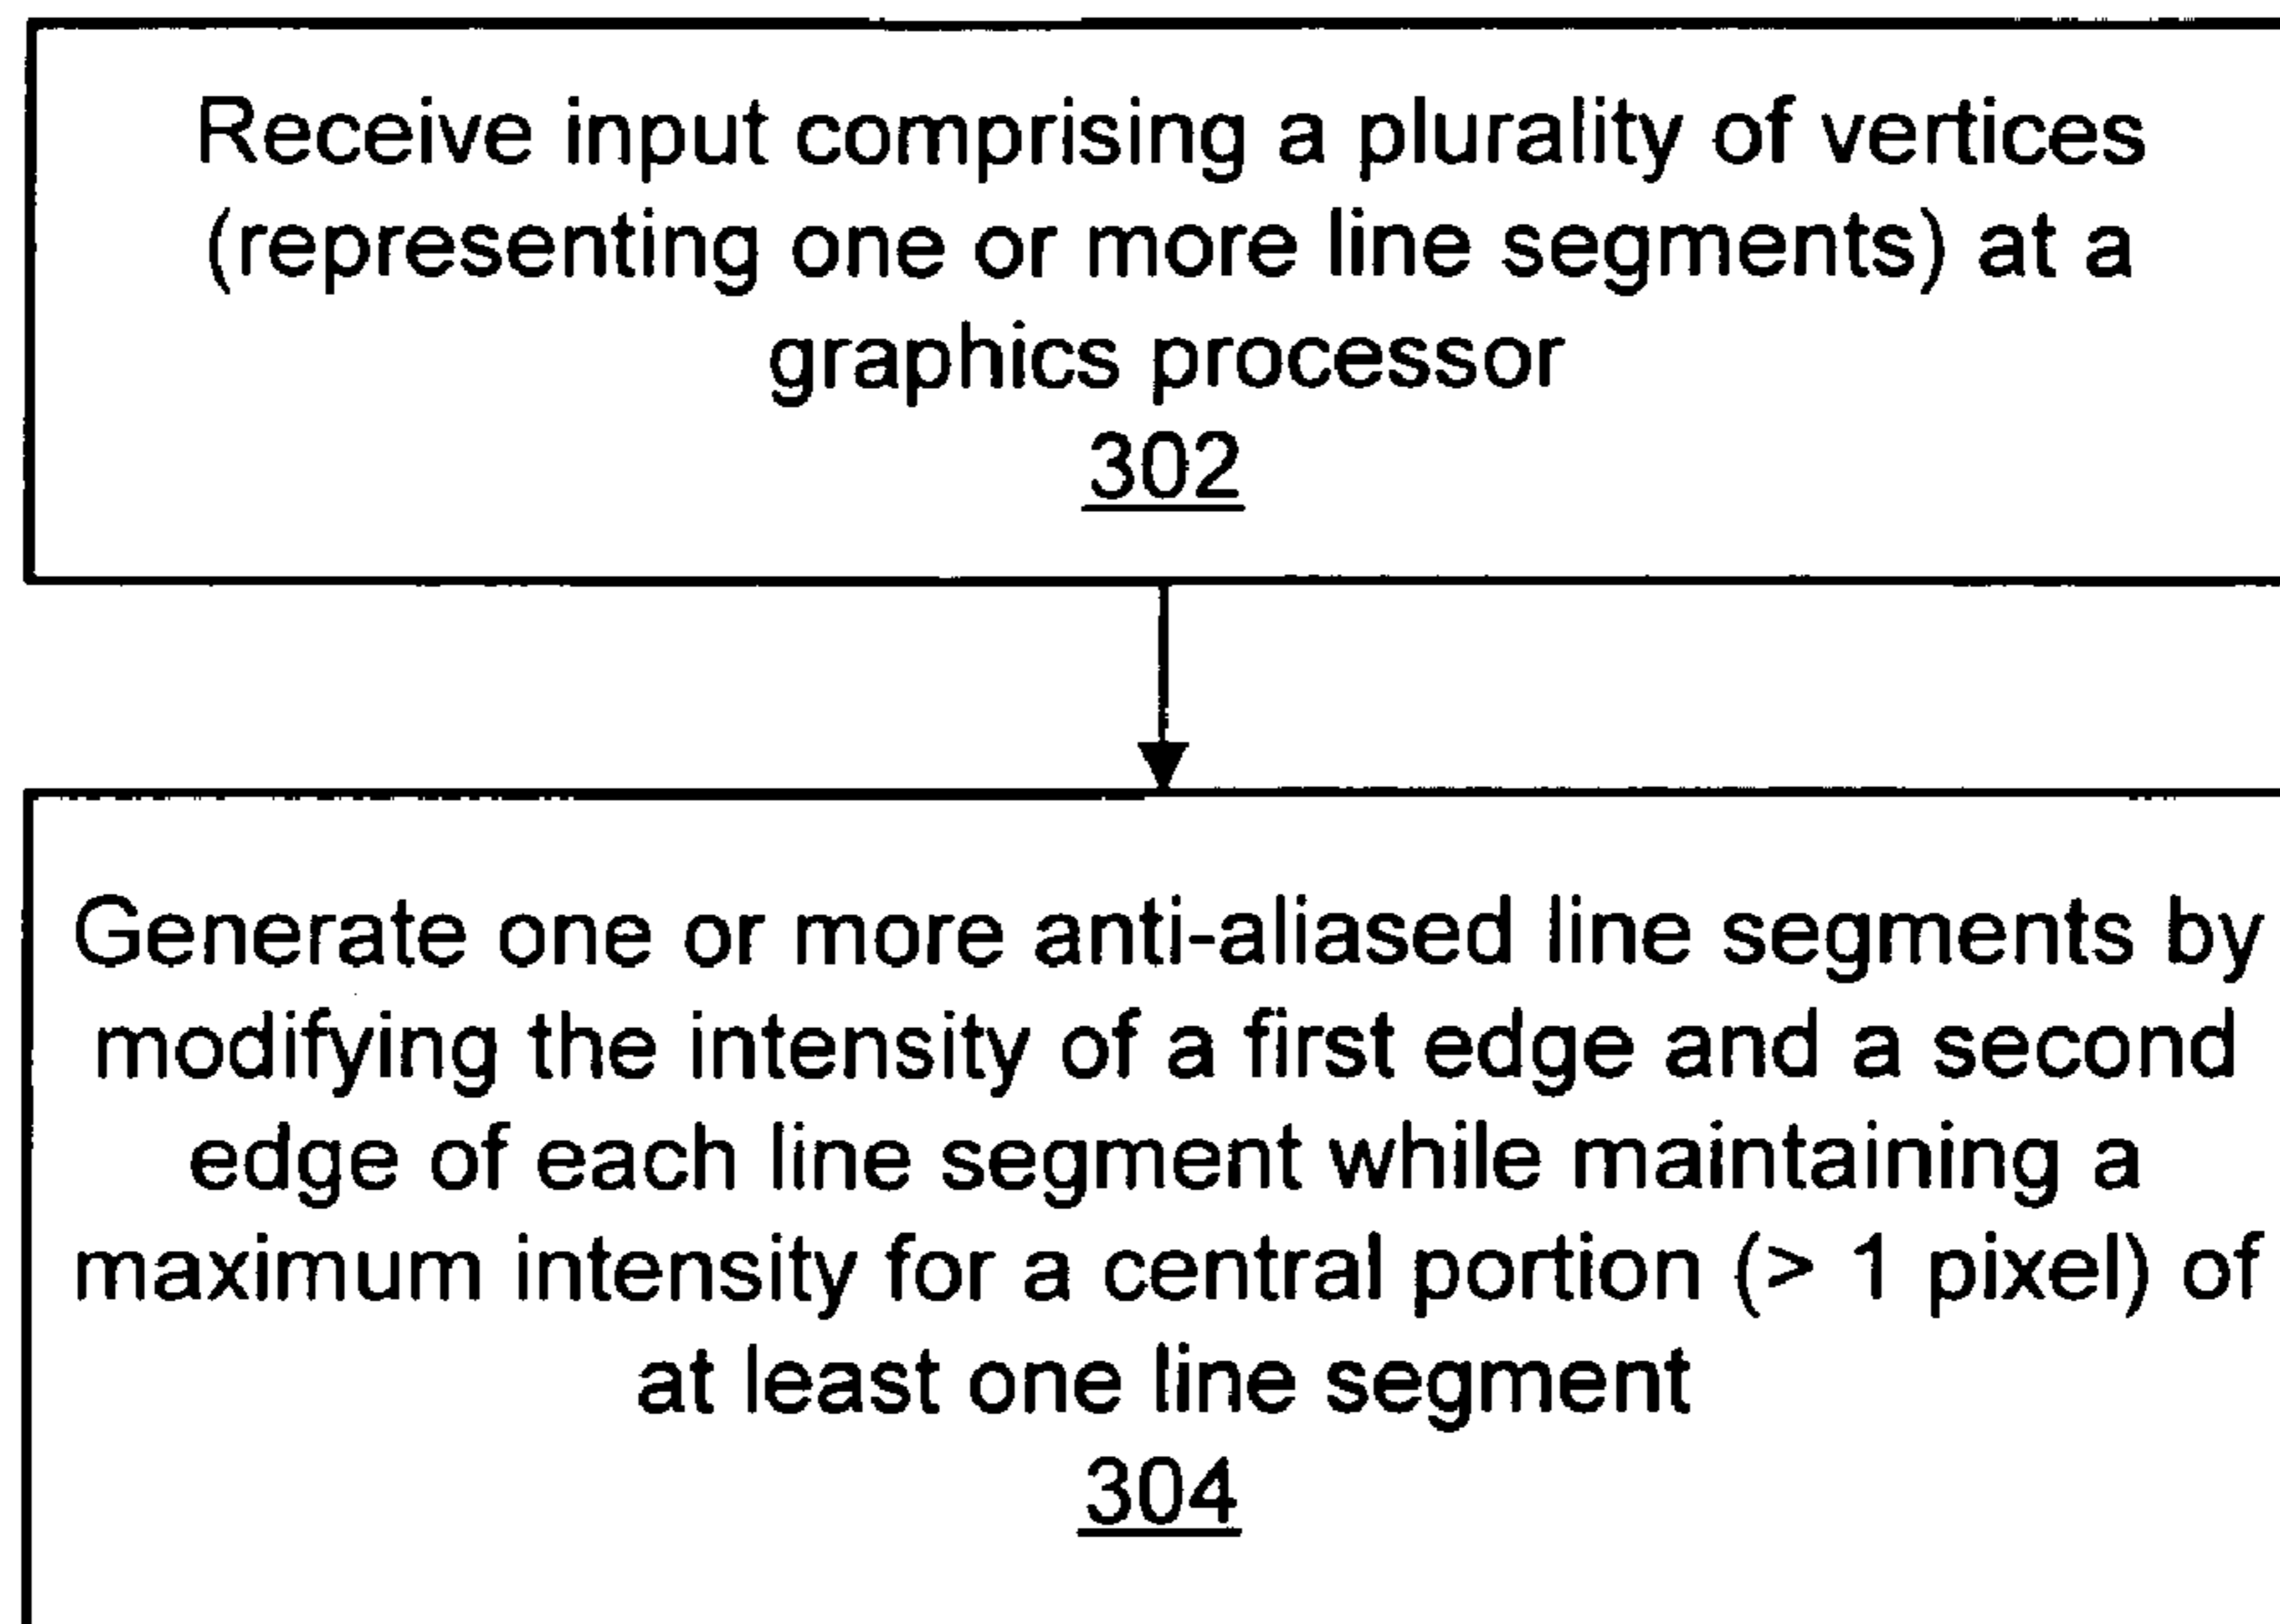 Receive input comprising a plurality of vertices
(representing one or more line segments) at a
graphics processor
302
Generate one or more anti-aliased line segments by
modifying the intensity of a first edge and a second
edge of each line segment while maintaining a
maximum intensity for a central portion (> 1 pixel) of
at least one line segment
304